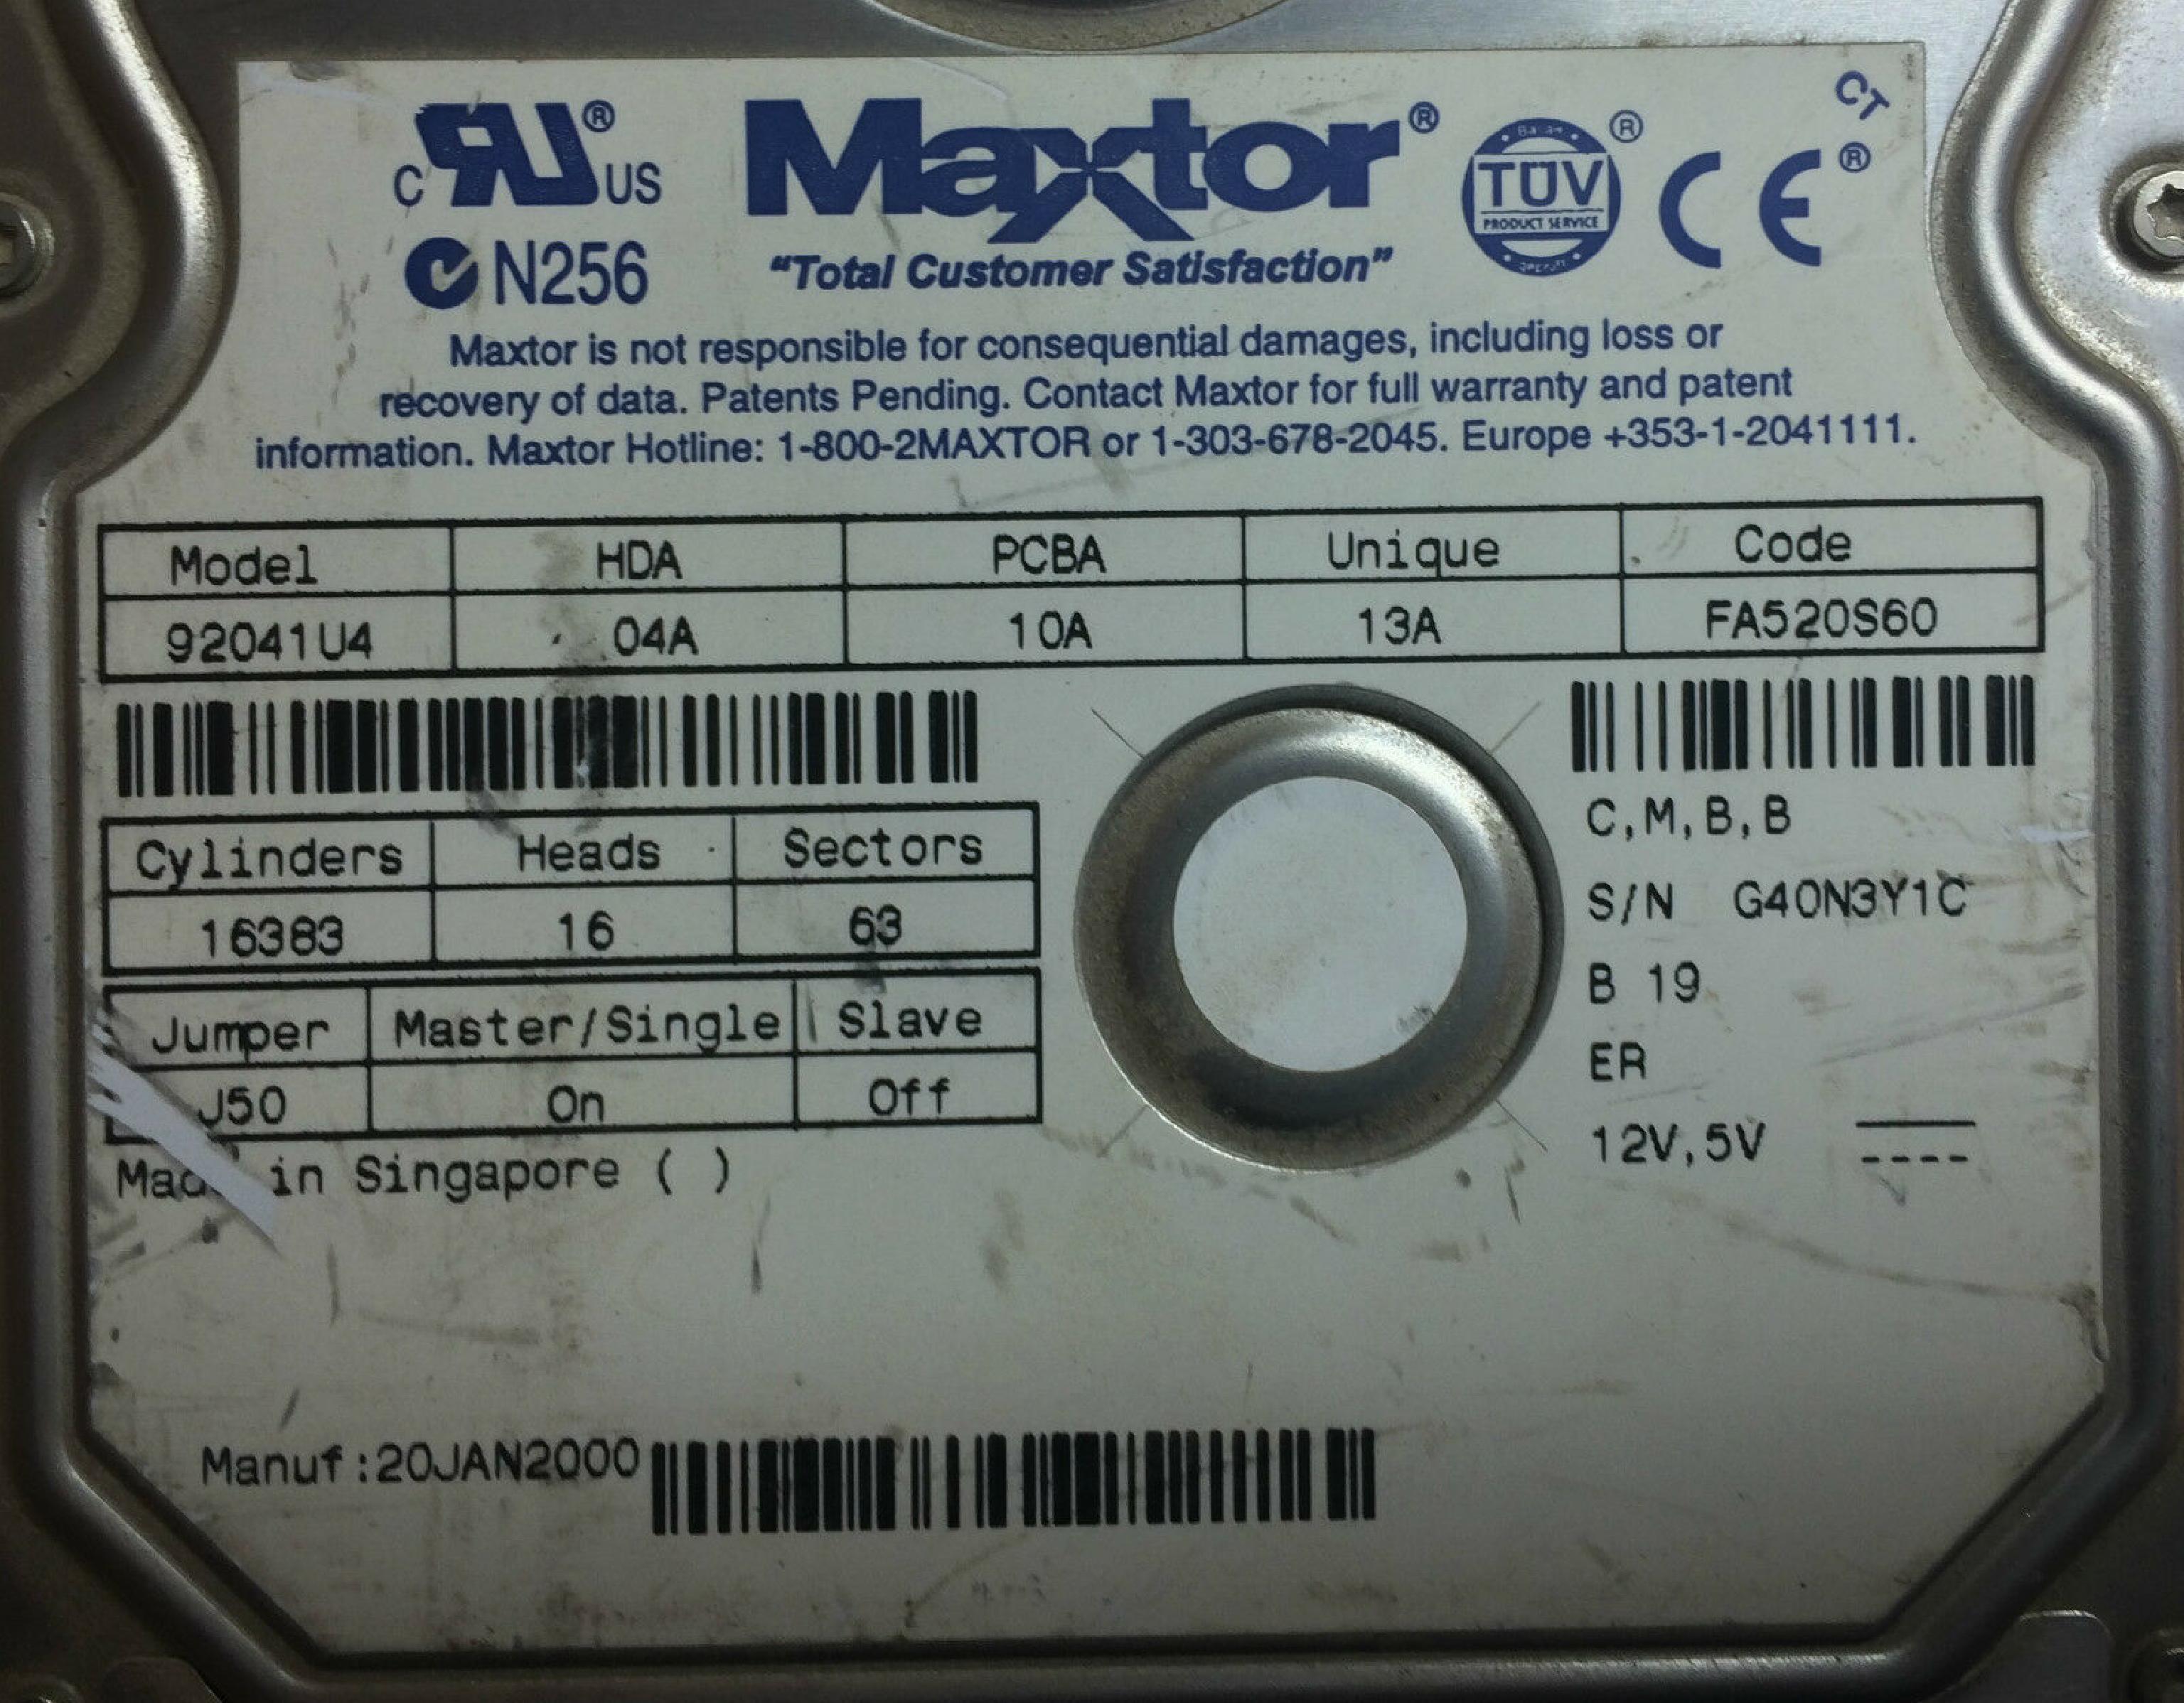 CT
c RU® US Maxtor® TÜV PRODUCT SERVICE ® CE®
N256 "Total Customer Satisfaction"
Maxtor is not responsible for consequential damages, including loss or
recovery of data. Patents Pending. Contact Maxtor for full warranty and patent
information. Maxtor Hotline: 1-800-2MAXTOR or 1-303-678-2045. Europe +353-1-2041111.
Model HDA PCBA Unique Code
92041U4 04A 10A 13A FA520S60
C,M,B,B
Cylinders Heads Sectors
16383 16 63
S/N G40N3Y1C
B 19
Jumper Master/Single Slave
J50 On Off
ER
12V,5V
Made in Singapore ( )
Manuf:20JAN2000